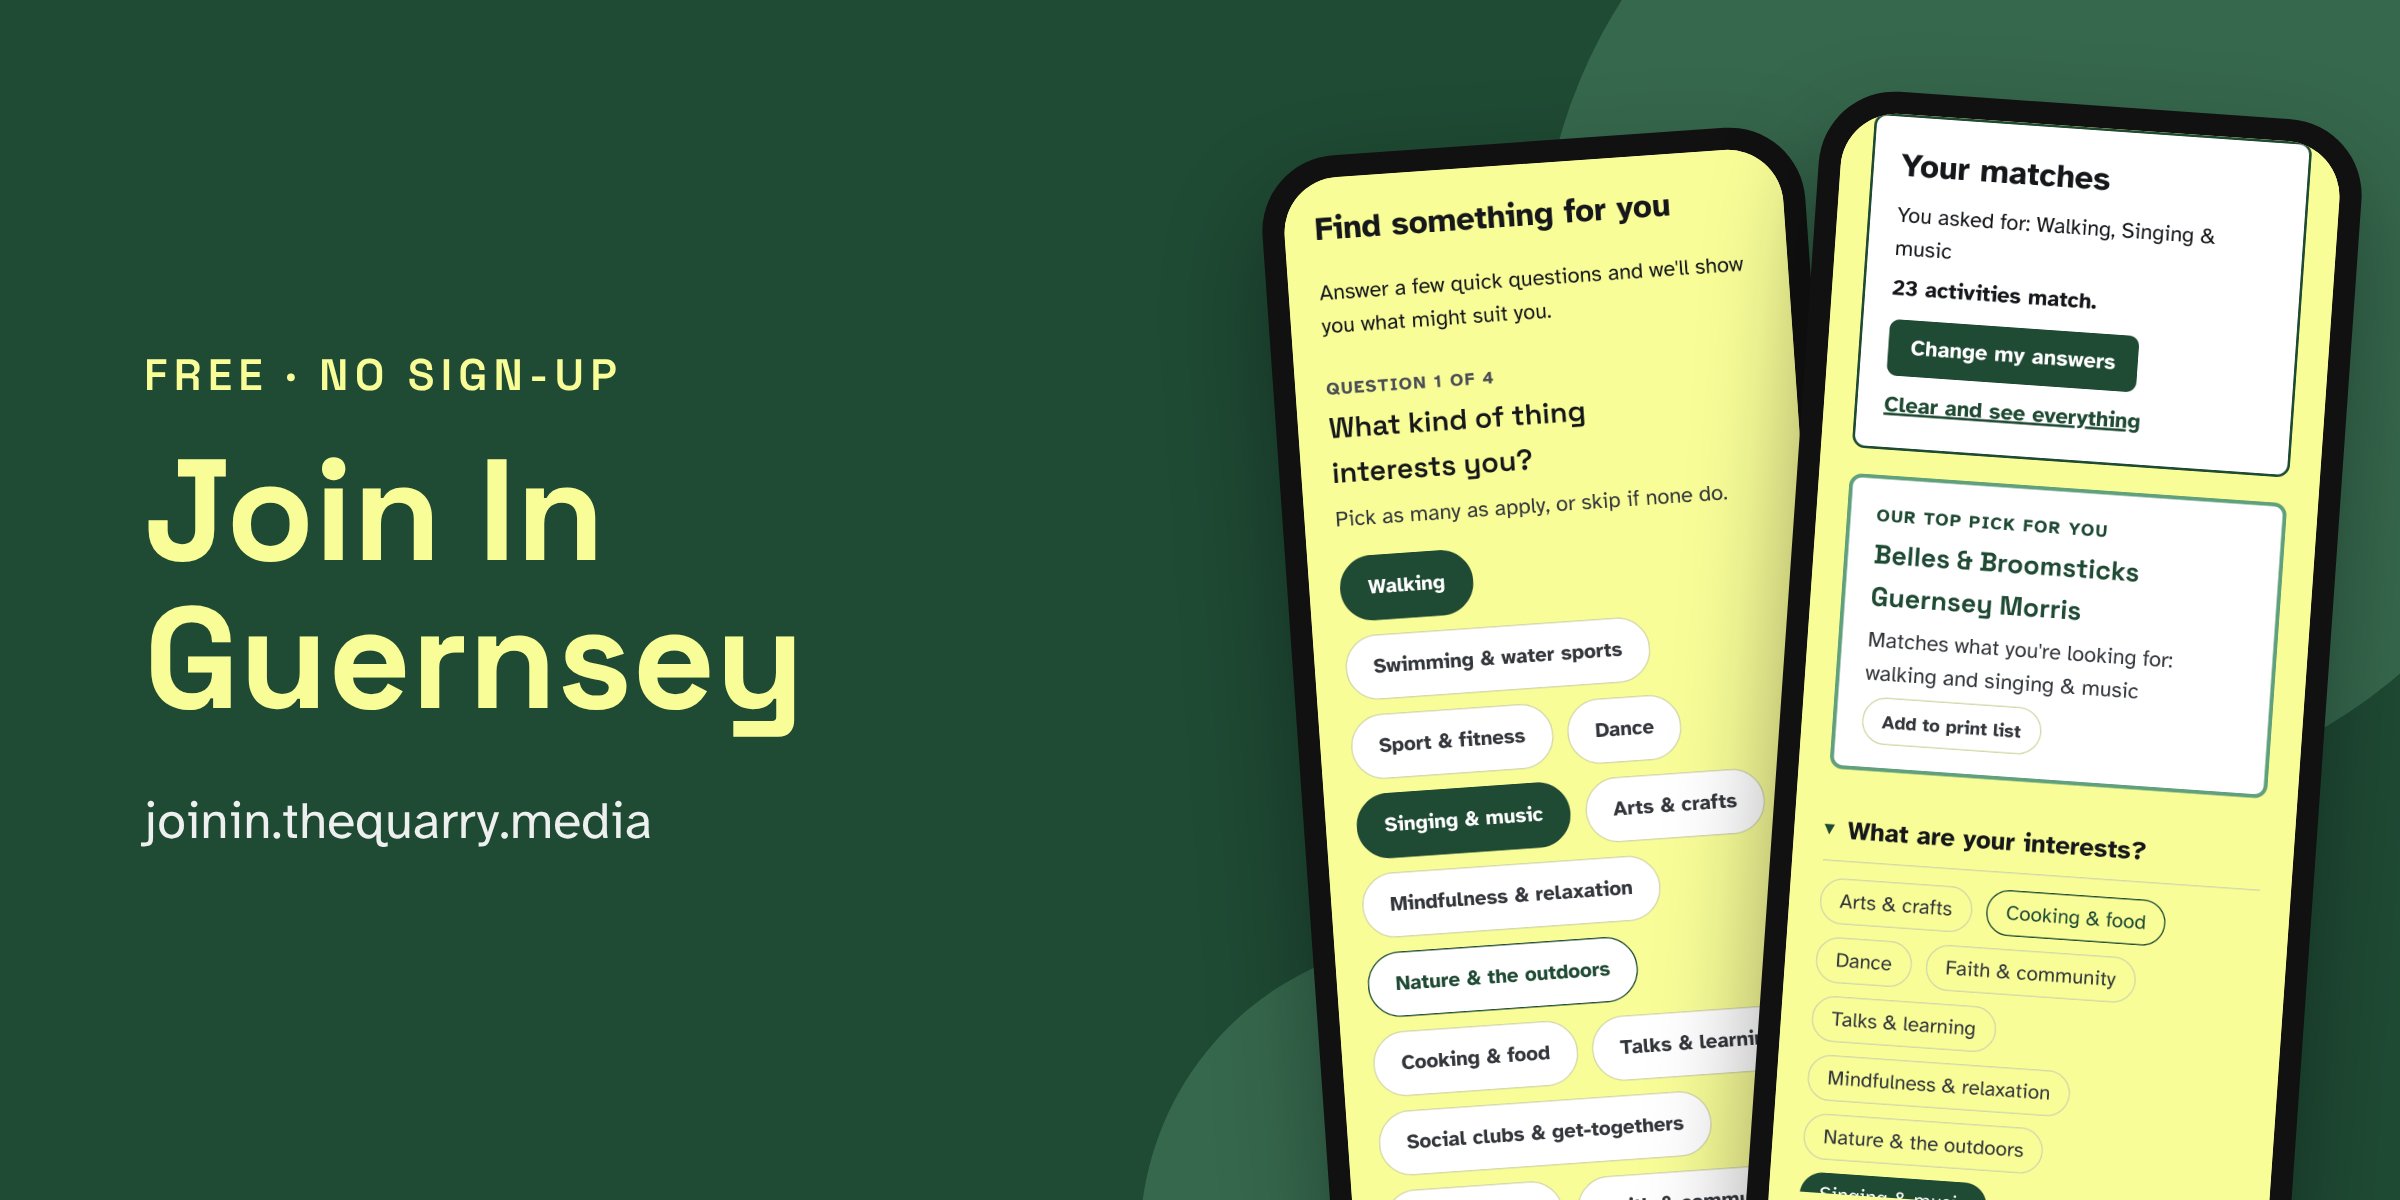 FREE · NO SIGN-UP
Join In
Guernsey
joinin.thequarry.media
Find something for you
Answer a few quick questions and we'll show
you what might suit you.
QUESTION 1 OF 4
What kind of thing
interests you?
Pick as many as apply, or skip if none do.
Walking
Swimming & water sports
Sport & fitness
Dance
Singing & music
Arts & crafts
Mindfulness & relaxation
Nature & the outdoors
Cooking & food
Talks &
Social clubs & get-togethers
Your matches
You asked for: Walking, Singing &
music
23 activities match.
Change my answers
Clear and see everything
OUR TOP PICK FOR YOU
Belles & Broomsticks
Guernsey Morris
Matches what you're looking for:
walking and singing & music
Add to print list
▼ What are your interests?
Arts & crafts
Cooking & food
Dance
Faith & community
Talks & learning
Mindfulness & relaxation
Nature & the outdoors
Singing & music